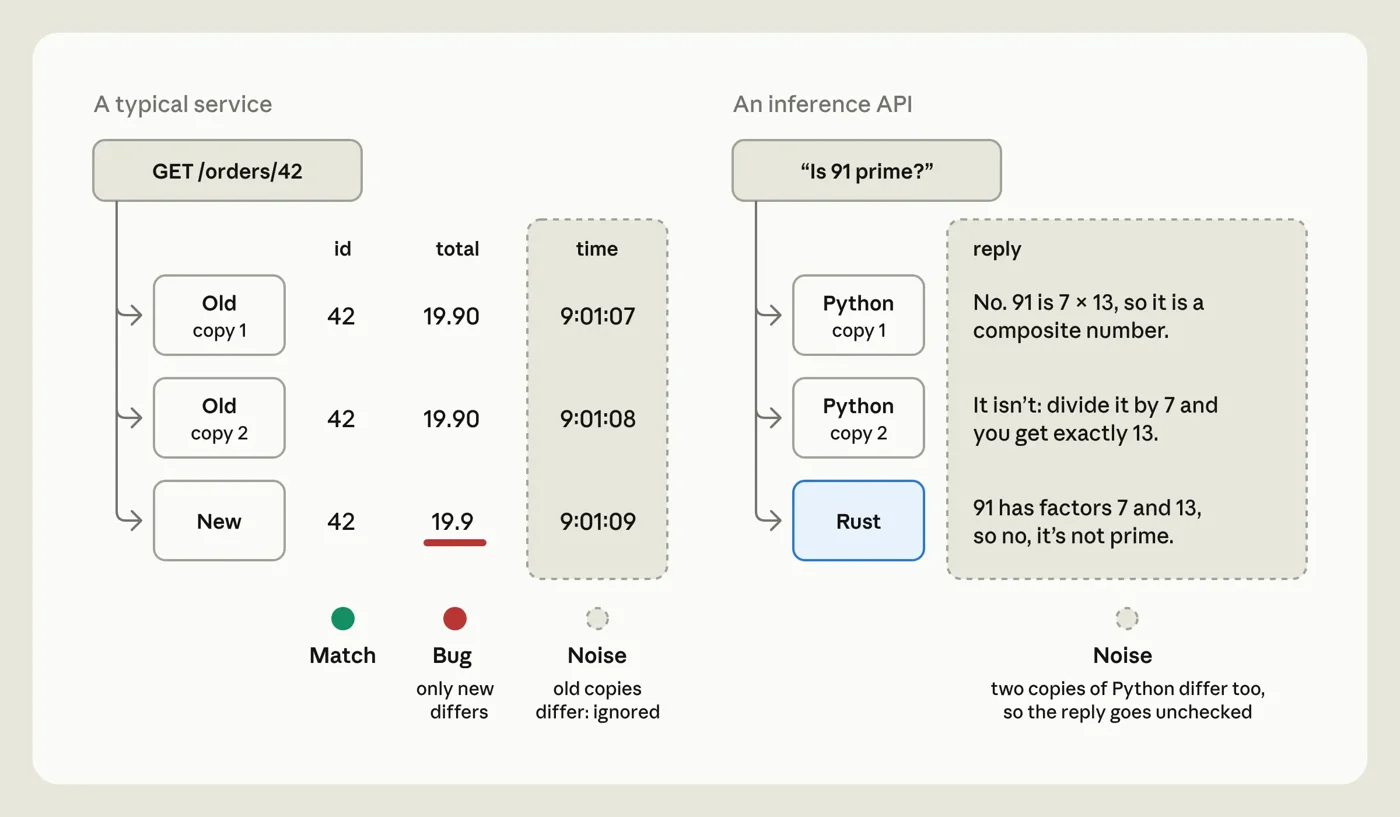 A typical service
GET /orders/42
id total time
Old
copy 1
42 19.90 9:01:07
Old
copy 2
42 19.90 9:01:08
New
42 19.9 9:01:09
Match
Bug
only new
differs
Noise
old copies
differ: ignored
An inference API
“Is 91 prime?”
reply
Python
copy 1
No. 91 is 7 × 13, so it is a
composite number.
Python
copy 2
It isn’t: divide it by 7 and
you get exactly 13.
Rust
91 has factors 7 and 13,
so no, it’s not prime.
Noise
two copies of Python differ too,
so the reply goes unchecked